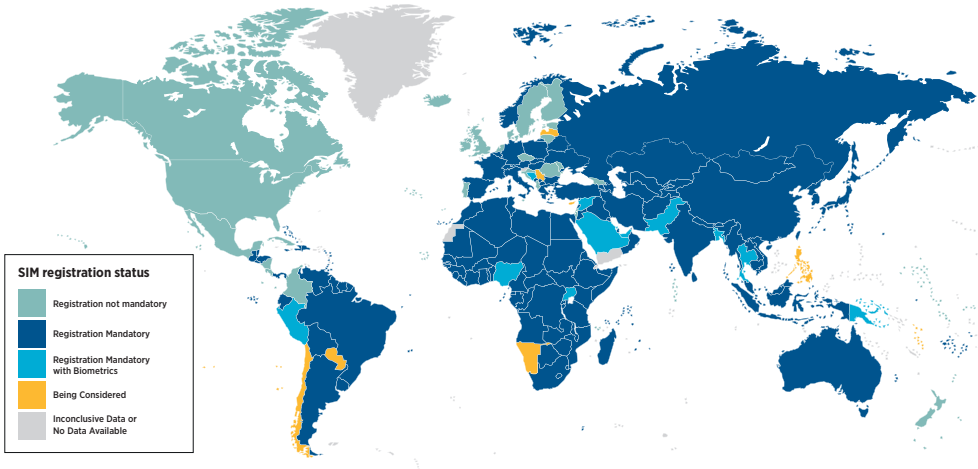 SIM registration status
Registration not mandatory
Registration Mandatory
Registration Mandatory
with Biometrics
Being Considered
Inconclusive Data or
No Data Available